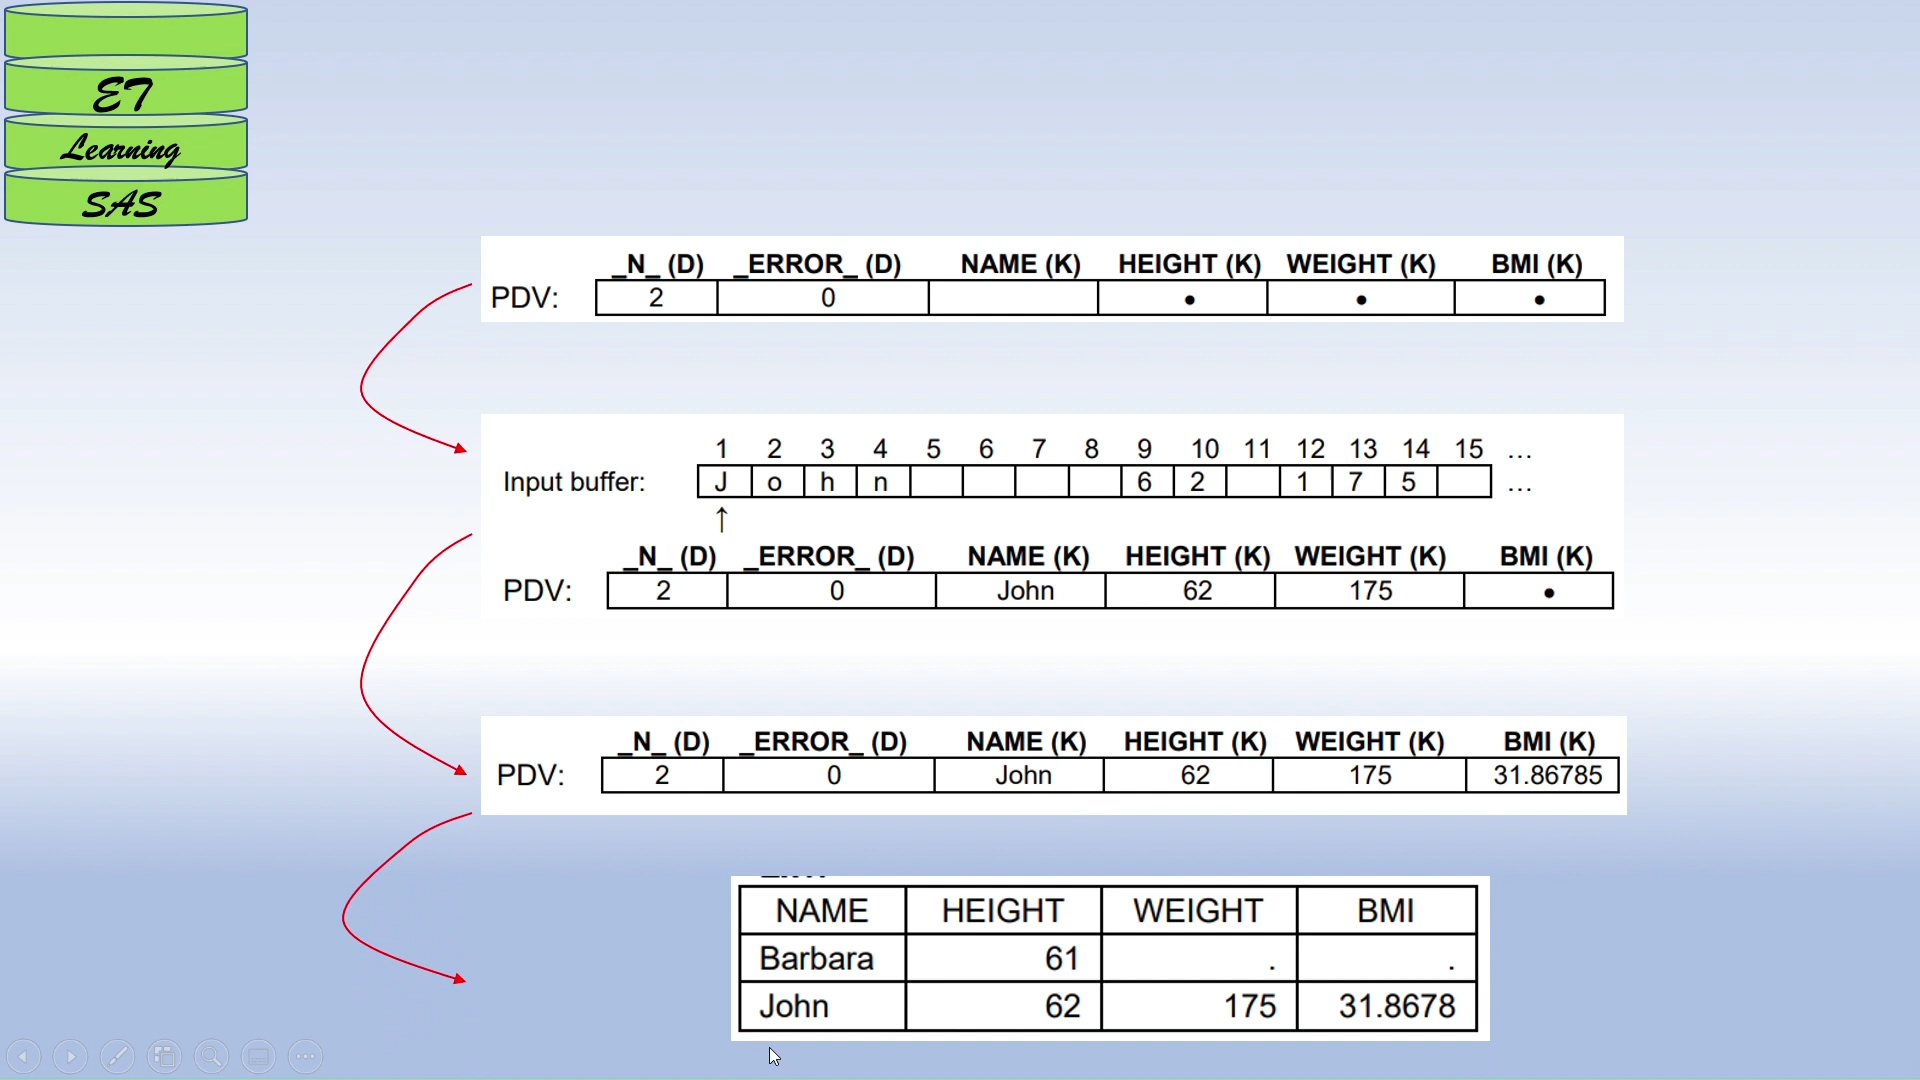 ET
Learning
SAS
_N_ (D) _ERROR_ (D) NAME (K) HEIGHT (K) WEIGHT (K) BMI (K)
PDV: 2 0 • • •
1 2 3 4 5 6 7 8 9 10 11 12 13 14 15 ...
Input buffer: J o h n 6 2 1 7 5 ...
↑
_N_ (D) _ERROR_ (D) NAME (K) HEIGHT (K) WEIGHT (K) BMI (K)
PDV: 2 0 John 62 175 •
_N_ (D) _ERROR_ (D) NAME (K) HEIGHT (K) WEIGHT (K) BMI (K)
PDV: 2 0 John 62 175 31.86785
NAME HEIGHT WEIGHT BMI
Barbara 61 . .
John 62 175 31.8678